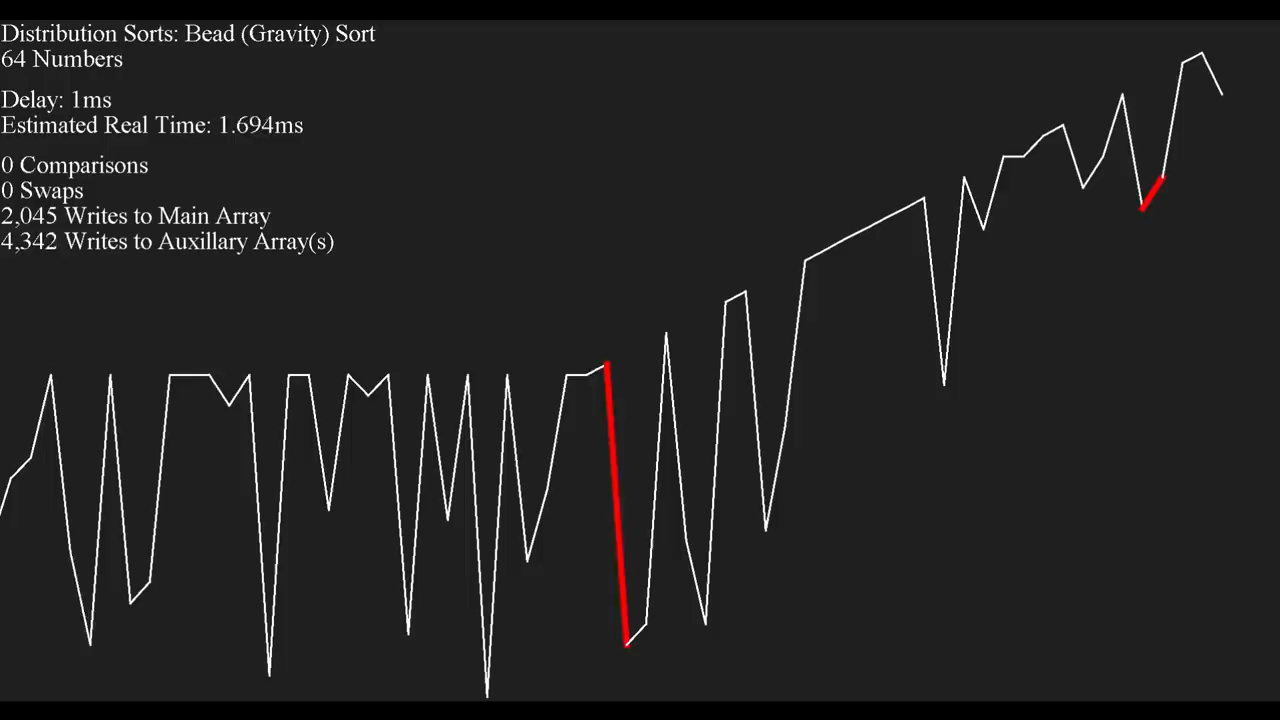 Distribution Sorts: Bead (Gravity) Sort
64 Numbers
Delay: 1ms
Estimated Real Time: 1.694ms
0 Comparisons
0 Swaps
2,045 Writes to Main Array
4,342 Writes to Auxillary Array(s)